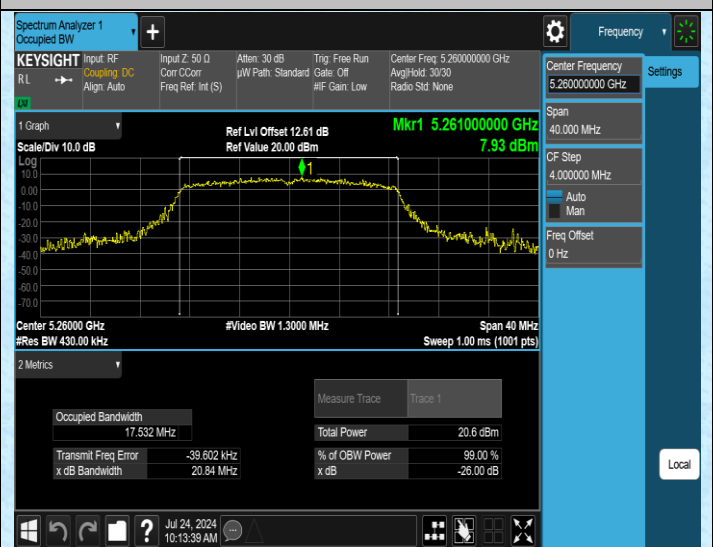 Spectrum Analyzer 1
Occupied BW
Frequency
KEYSIGHT
RL
LXI
Input: RF
Coupling: DC
Align: Auto
Input Z: 50 Ω
Corr CCorr
Freq Ref: Int (S)
Atten: 30 dB
µW Path: Standard
Trig: Free Run
Gate: Off
#IF Gain: Low
Center Freq: 5.260000000 GHz
Avg|Hold: 30/30
Radio Std: None
Center Frequency
5.260000000 GHz
Settings
Span
40.000 MHz
CF Step
4.000000 MHz
Auto
Man
Freq Offset
0 Hz
1 Graph
Scale/Div 10.0 dB
Ref Lvl Offset 12.61 dB
Ref Value 20.00 dBm
Mkr1 5.261000000 GHz
7.93 dBm
Log
10.0
0.00
-10.0
-20.0
-30.0
-40.0
-50.0
-60.0
-70.0
1
Center 5.26000 GHz
#Res BW 430.00 kHz
#Video BW 1.3000 MHz
Span 40 MHz
Sweep 1.00 ms (1001 pts)
2 Metrics
Measure Trace Trace 1
Occupied Bandwidth
17.532 MHz
Total Power 20.6 dBm
Transmit Freq Error -39.602 kHz
% of OBW Power 99.00 %
x dB Bandwidth 20.84 MHz
x dB -26.00 dB
Local
Jul 24, 2024
10:13:39 AM